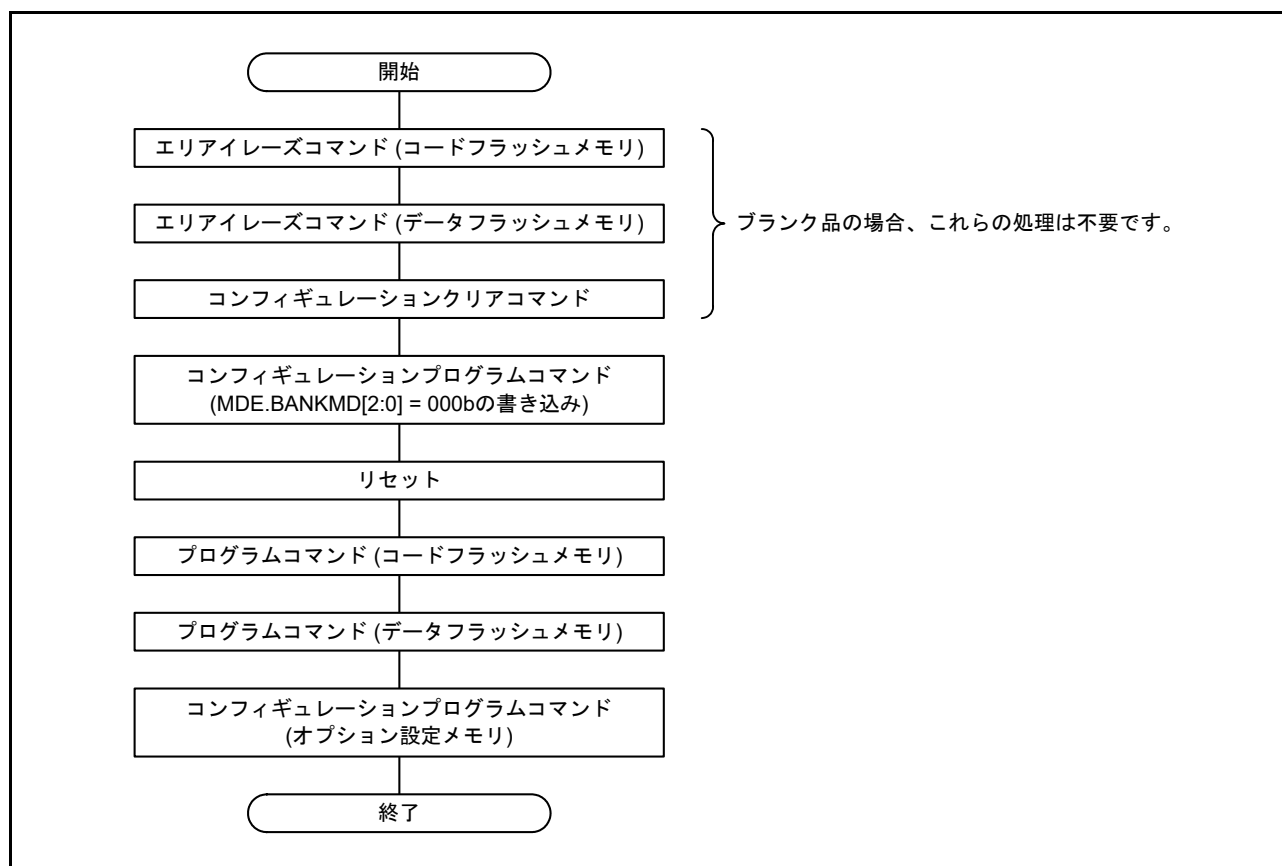 開始
エリアイレーズコマンド (コードフラッシュメモリ)
エリアイレーズコマンド (データフラッシュメモリ)
ブランク品の場合、これらの処理は不要です。
コンフィギュレーションクリアコマンド
コンフィギュレーションプログラムコマンド
(MDE.BANKMD[2:0] = 000bの書き込み)
リセット
プログラムコマンド (コードフラッシュメモリ)
プログラムコマンド (データフラッシュメモリ)
コンフィギュレーションプログラムコマンド
(オプション設定メモリ)
終了